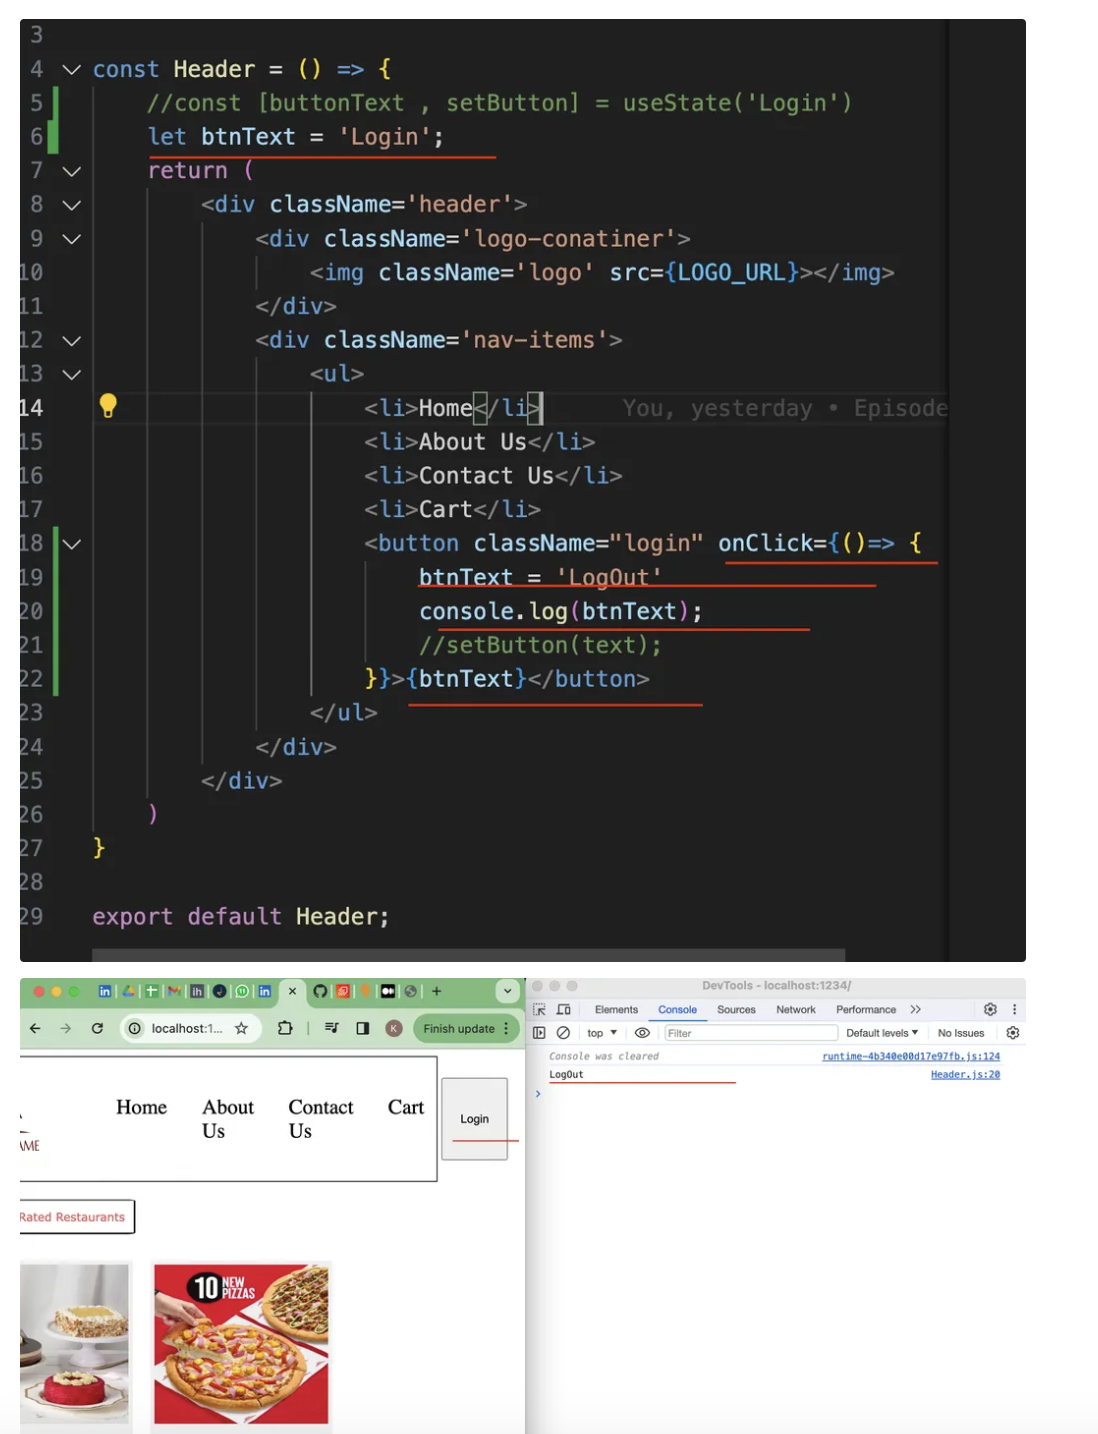 3
4 const Header = () => {
5 //const [buttonText , setButton] = useState('Login')
6 let btnText = 'Login';
7 return (
8 <div className='header'>
9 <div className='logo-conatiner'>
10 <img className='logo' src={LOGO_URL}></img>
11 </div>
12 <div className='nav-items'>
13 <ul>
14 <li>Home</li> You, yesterday • Episode
15 <li>About Us</li>
16 <li>Contact Us</li>
17 <li>Cart</li>
18 <button className="login" onClick={()=> {
19 btnText = 'LogOut'
20 console.log(btnText);
21 //setButton(text);
22 }}>{btnText}</button>
23 </ul>
24 </div>
25 </div>
26 )
27 }
28
29 export default Header;
localhost:1...
K
Finish update
Home About Us Contact Us Cart
Login
AME
Rated Restaurants
10 NEW PIZZAS
DevTools - localhost:1234/
Elements Console Sources Network Performance
top Filter Default levels No Issues
Console was cleared runtime-4b340e00d17e97fb.js:124
LogOut Header.js:20